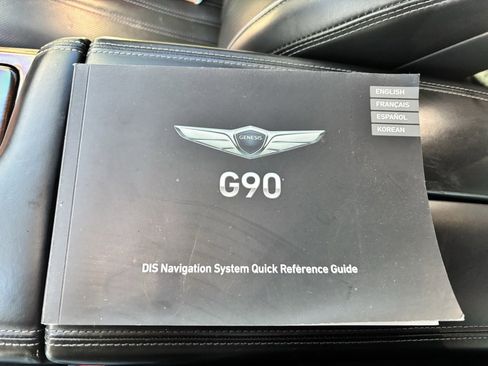 ENGLISH
FRANÇAIS
ESPAÑOL
KOREAN
GENESIS
G90
DIS Navigation System Quick Reference Guide